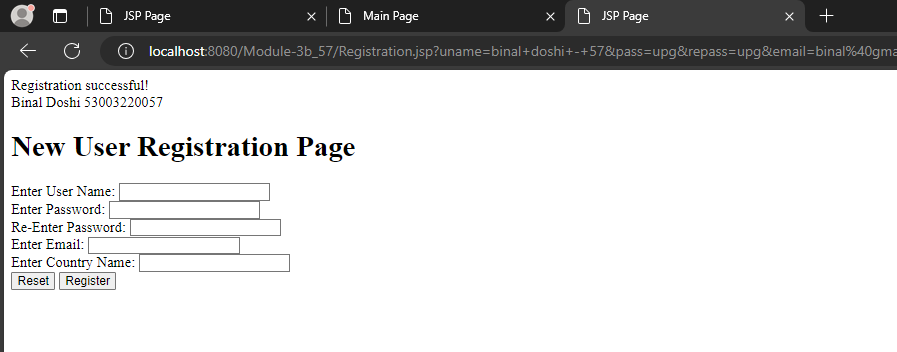 JSP Page
Main Page
JSP Page
localhost:8080/Module-3b_57/Registration.jsp?uname=binal+doshi+-+57&pass=upg&repass=upg&email=binal%40gma
Registration successful!
Binal Doshi 53003220057
New User Registration Page
Enter User Name:
Enter Password:
Re-Enter Password:
Enter Email:
Enter Country Name:
Reset Register